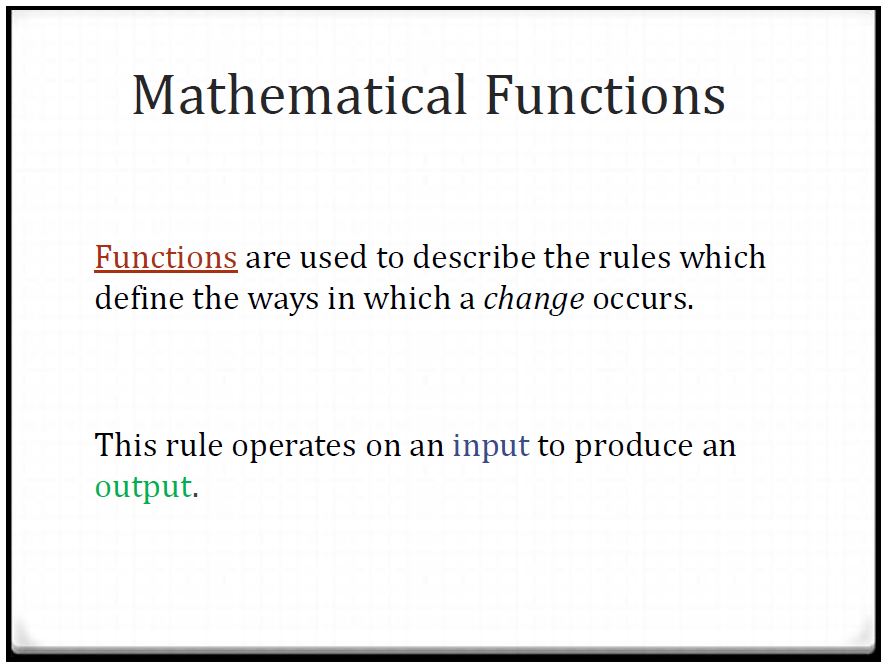 Mathematical Functions
Functions are used to describe the rules which
define the ways in which a change occurs.
This rule operates on an input to produce an
output.